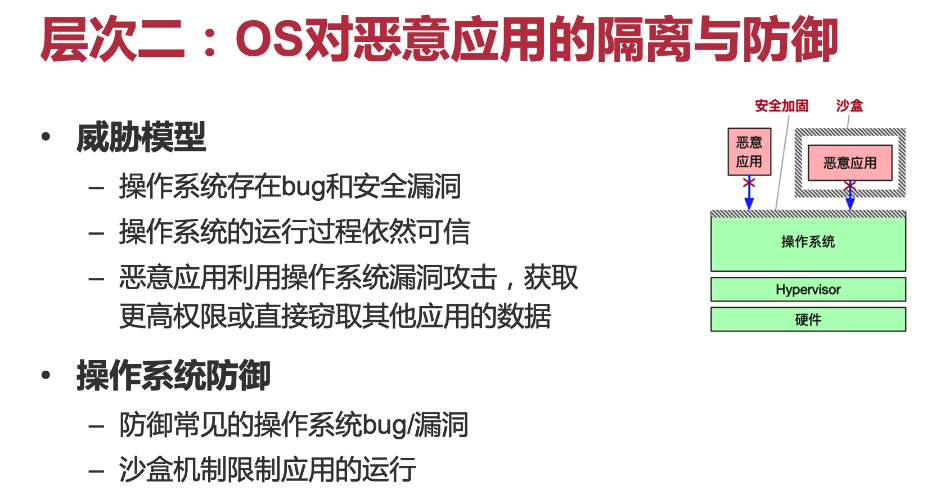 层次二：OS对恶意应用的隔离与防御
• 威胁模型
– 操作系统存在bug和安全漏洞
– 操作系统的运行过程依然可信
– 恶意应用利用操作系统漏洞攻击，获取
更高权限或直接窃取其他应用的数据
• 操作系统防御
– 防御常见的操作系统bug/漏洞
– 沙盒机制限制应用的运行
安全加固
沙盒
恶意
应用
恶意应用
操作系统
Hypervisor
硬件